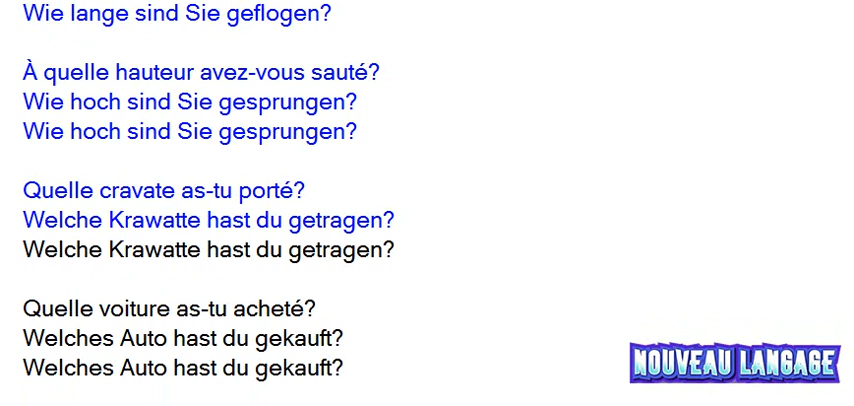 Wie lange sind Sie geflogen?
À quelle hauteur avez-vous sauté?
Wie hoch sind Sie gesprungen?
Wie hoch sind Sie gesprungen?
Quelle cravate as-tu porté?
Welche Krawatte hast du getragen?
Welche Krawatte hast du getragen?
Quelle voiture as-tu acheté?
Welches Auto hast du gekauft?
Welches Auto hast du gekauft?
NOUVEAU LANGAGE